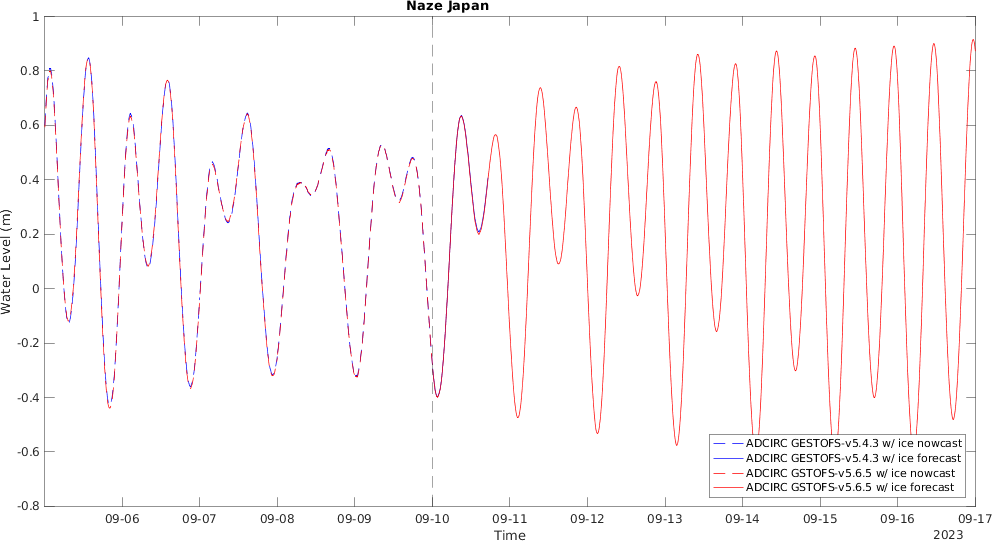 Naze Japan
1
0.8
0.6
0.4
0.2
0
-0.2
-0.4
-0.6
-0.8
Water Level (m)
ADCIRC GESTOFS-v5.4.3 w/ ice nowcast
ADCIRC GESTOFS-v5.4.3 w/ ice forecast
ADCIRC GSTOFS-v5.6.5 w/ ice nowcast
ADCIRC GSTOFS-v5.6.5 w/ ice forecast
09-06 09-07 09-08 09-09 09-10 09-11 09-12 09-13 09-14 09-15 09-16 09-17
Time
2023